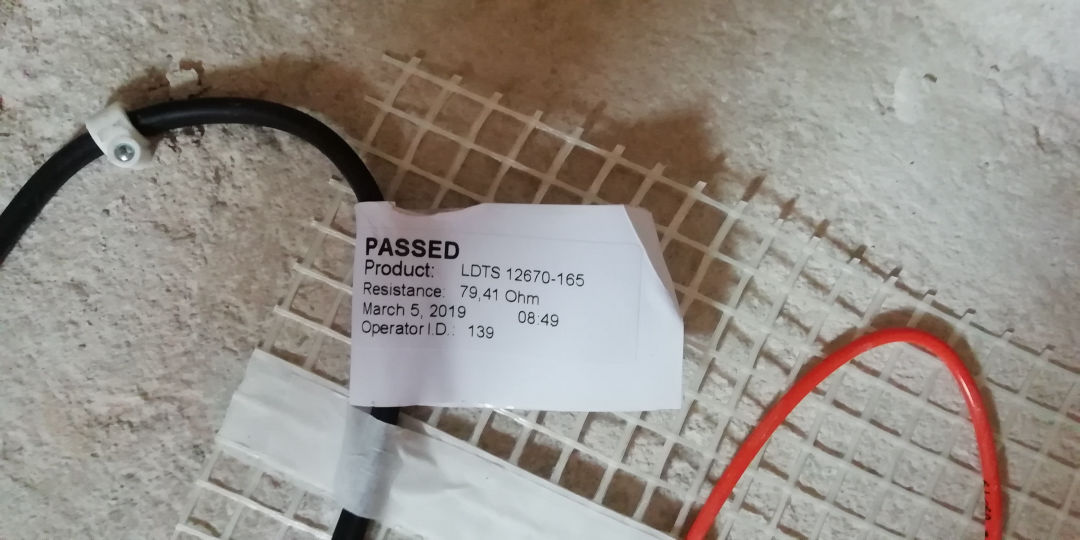 PASSED
Product: LDTS 12670-165
Resistance: 79,41 Ohm
March 5, 2019 08:49
Operator I.D.: 139